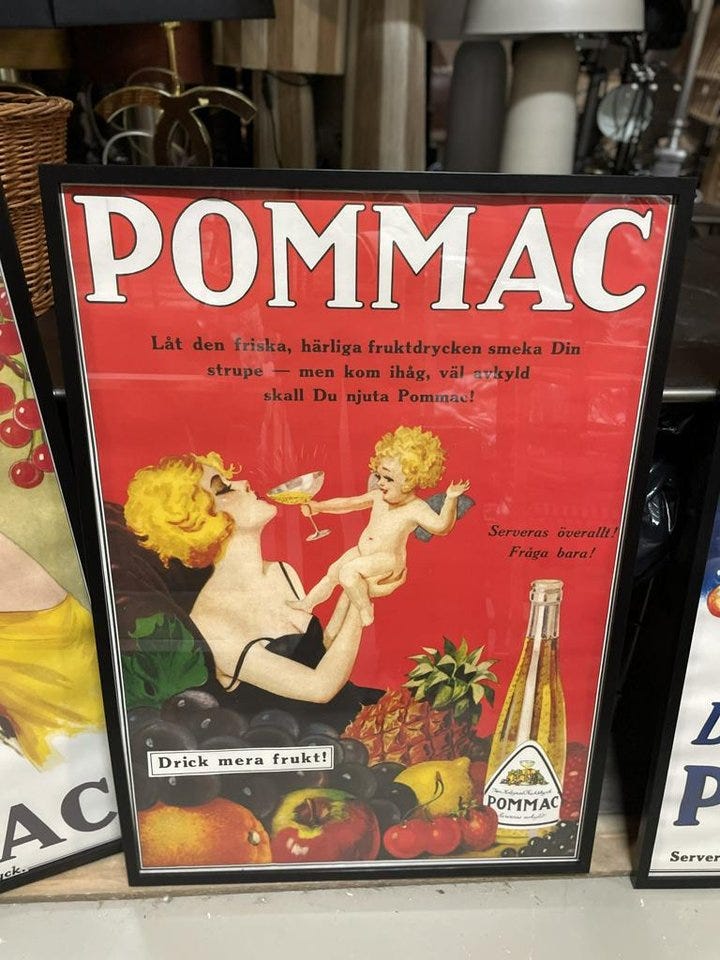 POMMAC
Låt den friska, härliga fruktdrycken smeka Din
strupe — men kom ihåg, väl avkyld
skall Du njuta Pommac!
Serveras överallt!
Fråga bara!
Drick mera frukt!
POMMAC
AC
P
Server